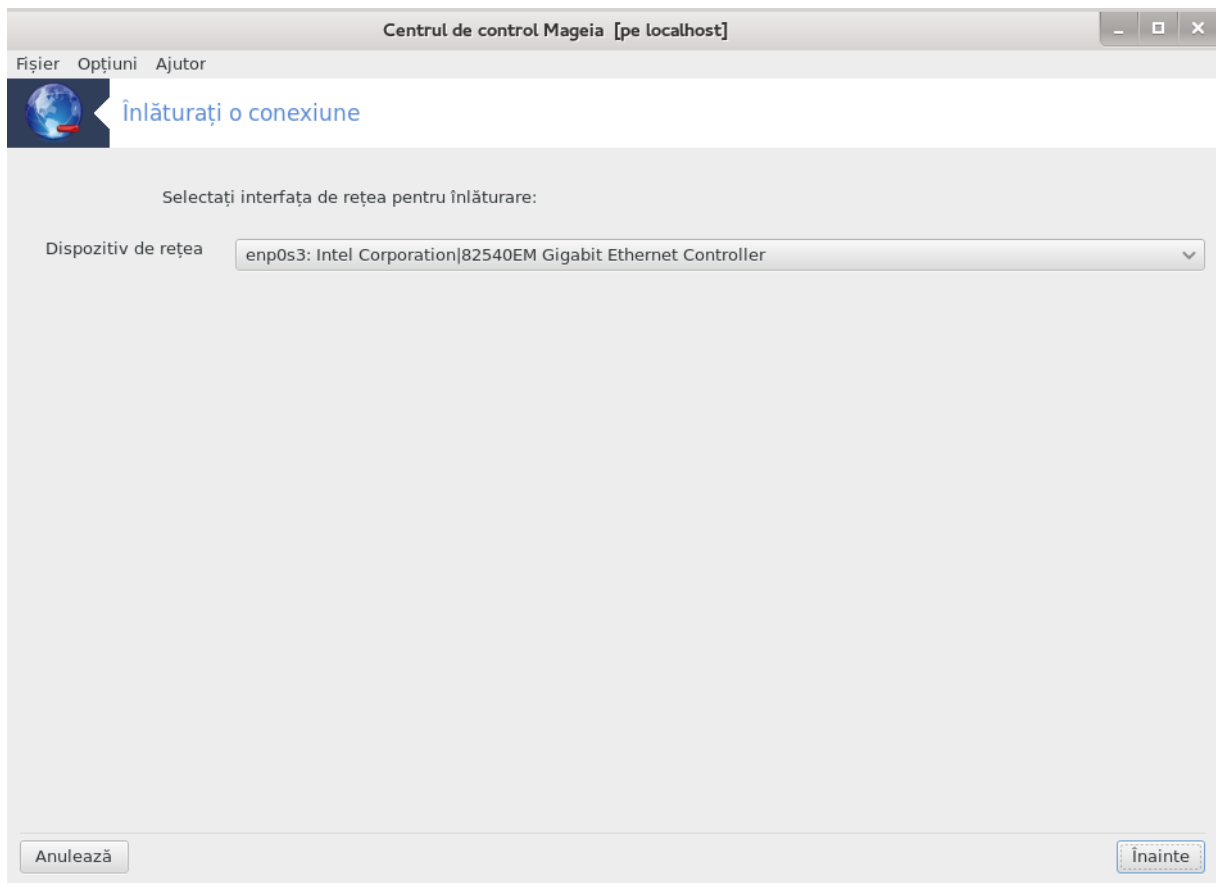 Centrul de control Mageia [pe localhost]
Fișier Opțiuni Ajutor
Înlăturați o conexiune
Selectați interfața de rețea pentru înlăturare:
Dispozitiv de rețea enp0s3: Intel Corporation|82540EM Gigabit Ethernet Controller
Anulează Înainte